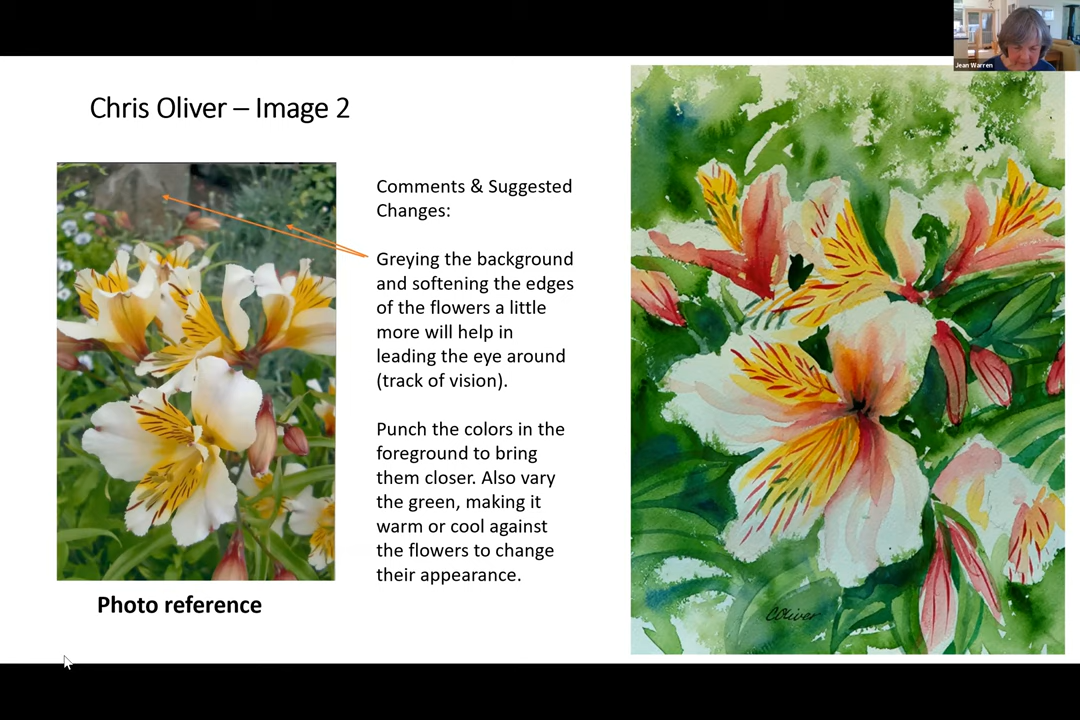 Jean Warren
Chris Oliver – Image 2
Comments & Suggested
Changes:
Greying the background
and softening the edges
of the flowers a little
more will help in
leading the eye around
(track of vision).
Punch the colors in the
foreground to bring
them closer. Also vary
the green, making it
warm or cool against
the flowers to change
their appearance.
Photo reference
COliver